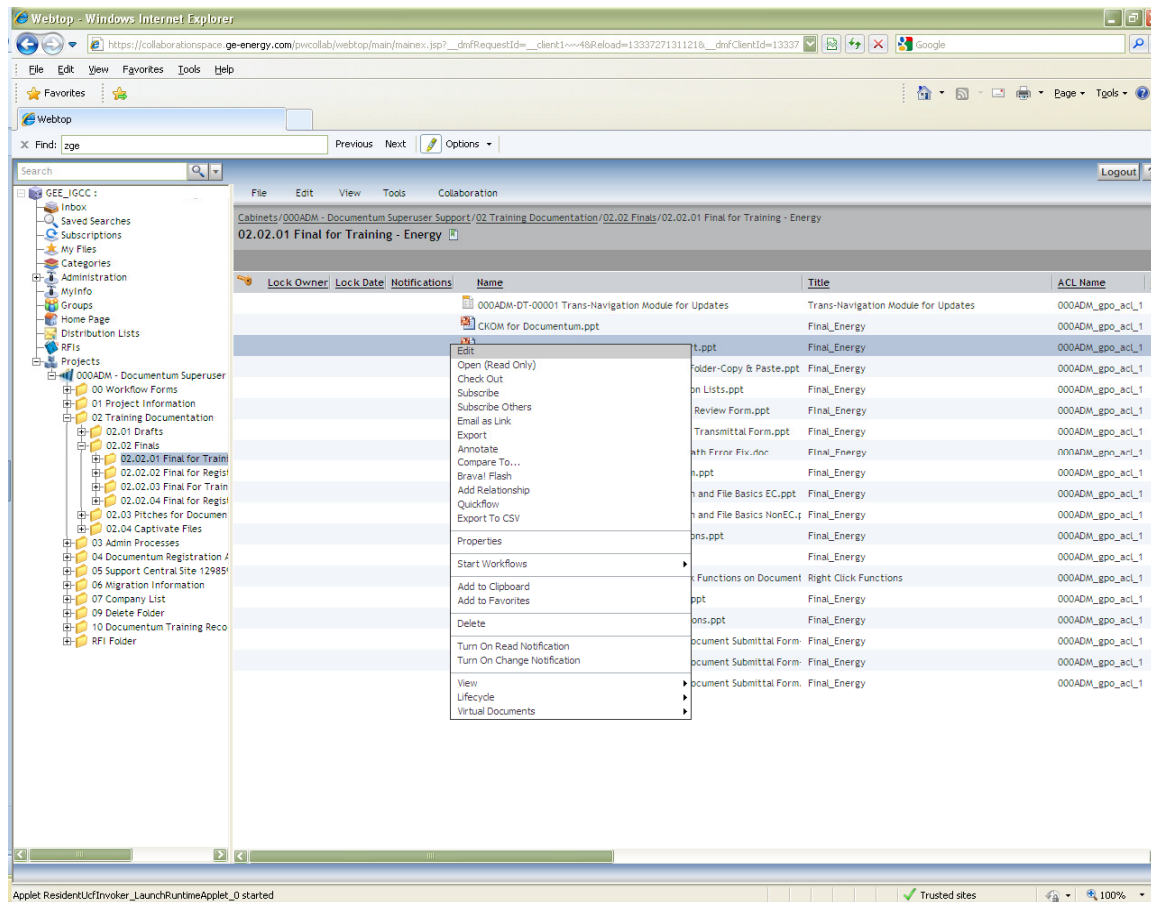 Webtop - Windows Internet Explorer
https://collaborationspace.ge-energy.com/pwcollab/webtop/main/mainex.jsp?__dmfRequestId=__client1~~48&Reload=1333727131121&__dmfClientId=13337
Google
File Edit View Favorites Tools Help
Favorites
Page Tools
Webtop
X Find: zge Previous Next Options
Search
Logout ?
GEE_IGCC :
Inbox
Saved Searches
Subscriptions
My Files
Categories
Administration
MyInfo
Groups
Home Page
Distribution Lists
RFIs
Projects
000ADM - Documentum Superuser
00 Workflow Forms
01 Project Information
02 Training Documentation
02.01 Drafts
02.02 Finals
02.02.01 Final for Traini
02.02.02 Final for Regist
02.02.03 Final For Train
02.02.04 Final for Regist
02.03 Pitches for Documen
02.04 Captivate Files
03 Admin Processes
04 Documentum Registration
05 Support Central Site 12985
06 Migration Information
07 Company List
09 Delete Folder
10 Documentum Training Reco
RFI Folder
File Edit View Tools Collaboration
Cabinets/000ADM - Documentum Superuser Support/02 Training Documentation/02.02 Finals/02.02.01 Final for Training - Energy
02.02.01 Final for Training - Energy
Lock Owner Lock Date Notifications Name Title ACL Name
000ADM-DT-00001 Trans-Navigation Module for Updates Trans-Navigation Module for Updates 000ADM_gpo_acl_1
CKOM for Documentum.ppt Final_Energy 000ADM_gpo_acl_1
t.ppt Final_Energy 000ADM_gpo_acl_1
Folder-Copy & Paste.ppt Final_Energy 000ADM_gpo_acl_1
on Lists.ppt Final_Energy 000ADM_gpo_acl_1
Review Form.ppt FInal_Energy 000ADM_gpo_acl_1
Transmittal Form.ppt Final_Energy 000ADM_gpo_acl_1
ath Error Fix.doc Final_Energy 000ADM_gpo_acl_1
n.ppt Final_Energy 000ADM_gpo_acl_1
n and File Basics EC.ppt Final_Energy 000ADM_gpo_acl_1
n and File Basics NonEC.p Final_Energy 000ADM_gpo_acl_1
ons.ppt Final_Energy 000ADM_gpo_acl_1
Final_Energy 000ADM_gpo_acl_1
k Functions on Document Right Click Functions 000ADM_gpo_acl_1
ppt Final_Energy 000ADM_gpo_acl_1
ons.ppt Final_Energy 000ADM_gpo_acl_1
ocument Submittal Form- Final_Energy 000ADM_gpo_acl_1
ocument Submittal Form- Final_Energy 000ADM_gpo_acl_1
ocument Submittal Form. Final_Energy 000ADM_gpo_acl_1
Edit
Open (Read Only)
Check Out
Subscribe
Subscribe Others
Email as Link
Export
Annotate
Compare To...
Brava! Flash
Add Relationship
Quickflow
Export To CSV
Properties
Start Workflows
Add to Clipboard
Add to Favorites
Delete
Turn On Read Notification
Turn On Change Notification
View
Lifecycle
Virtual Documents
Applet ResidentUcfInvoker_LaunchRuntimeApplet_0 started
Trusted sites
100%